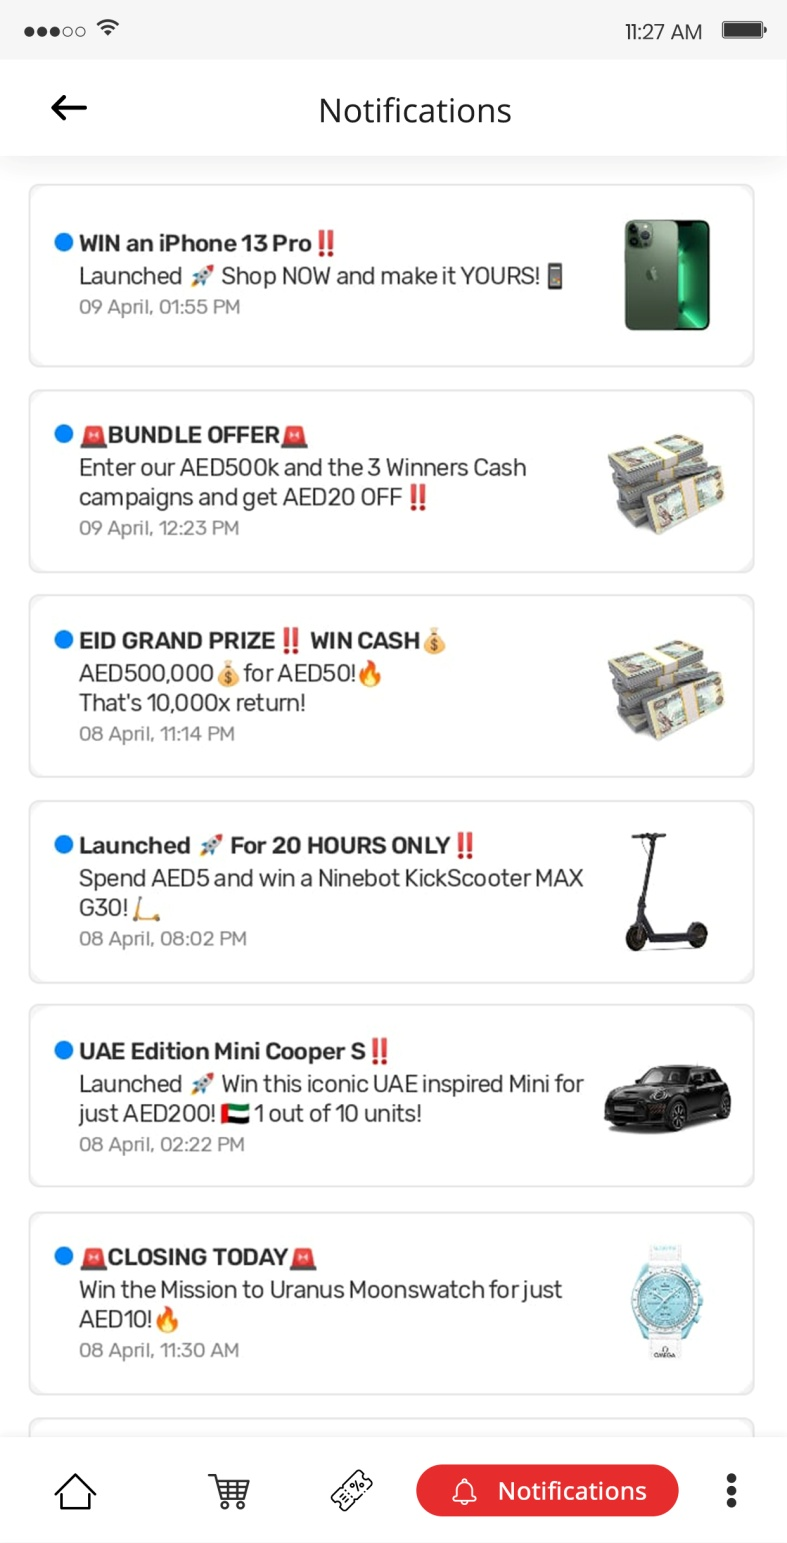 11:27 AM
Notifications
WIN an iPhone 13 Pro‼️
Launched 🚀 Shop NOW and make it YOURS! 📱
09 April, 01:55 PM
🚨BUNDLE OFFER🚨
Enter our AED500k and the 3 Winners Cash
campaigns and get AED20 OFF ‼️
09 April, 12:23 PM
EID GRAND PRIZE‼️ WIN CASH💰
AED500,000💰for AED50!🔥
That's 10,000x return!
08 April, 11:14 PM
Launched 🚀 For 20 HOURS ONLY‼️
Spend AED5 and win a Ninebot KickScooter MAX
G30!🛴
08 April, 08:02 PM
UAE Edition Mini Cooper S‼️
Launched 🚀 Win this iconic UAE inspired Mini for
just AED200!🇦🇪1 out of 10 units!
08 April, 02:22 PM
🚨CLOSING TODAY🚨
Win the Mission to Uranus Moonswatch for just
AED10!🔥
08 April, 11:30 AM
OMEGA
Notifications